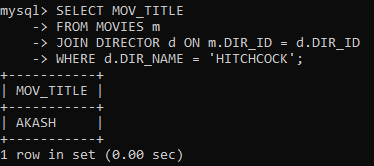 mysql> SELECT MOV_TITLE
    -> FROM MOVIES m
    -> JOIN DIRECTOR d ON m.DIR_ID = d.DIR_ID
    -> WHERE d.DIR_NAME = 'HITCHCOCK';
+-----------+
| MOV_TITLE |
+-----------+
| AKASH     |
+-----------+
1 row in set (0.00 sec)